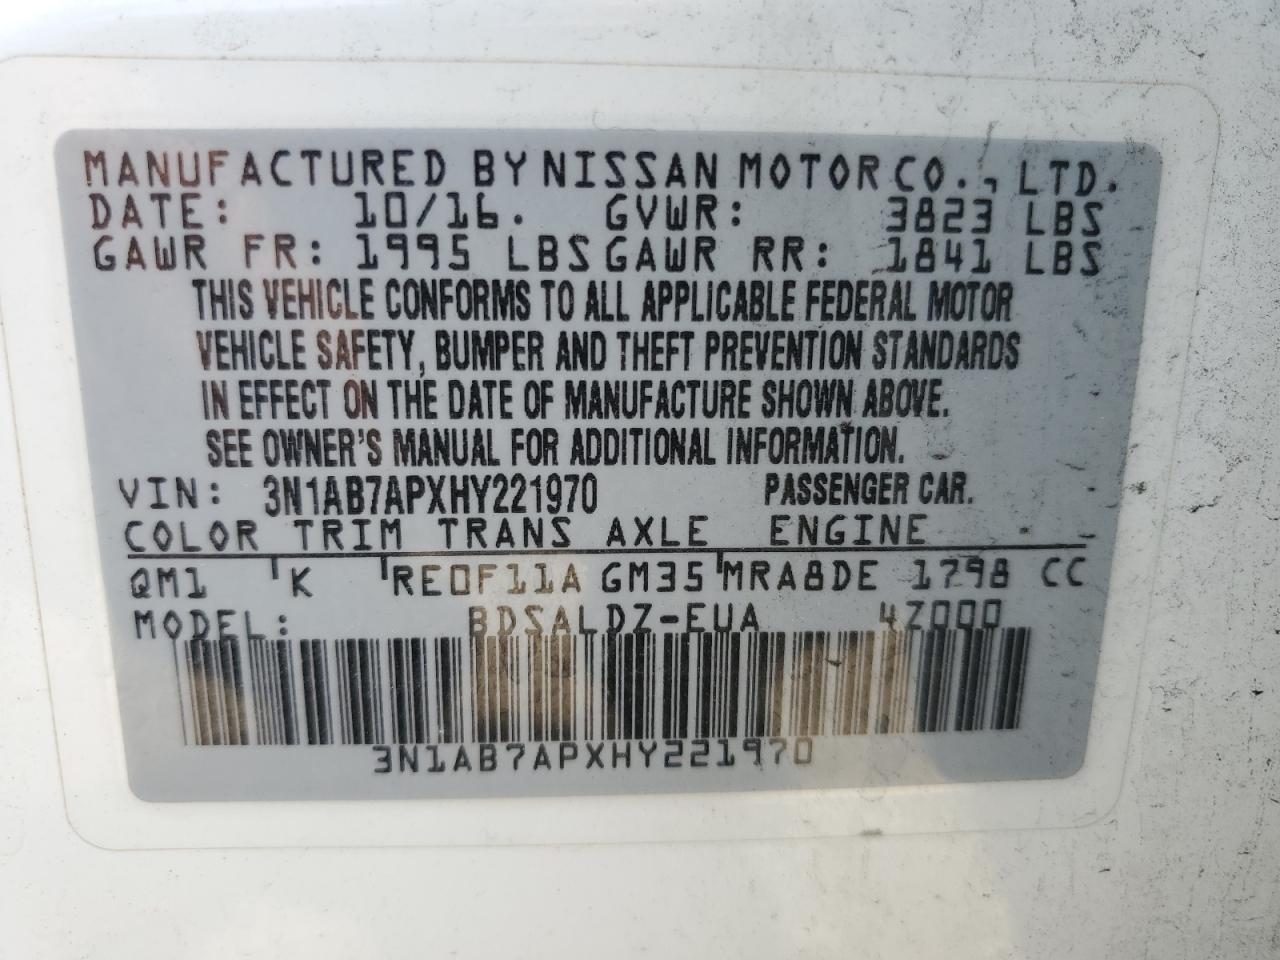 MANUFACTURED BY NISSAN MOTOR CO., LTD.
DATE: 10/16. GVWR: 3823 LBS
GAWR FR: 1995 LBS GAWR RR: 1841 LBS
THIS VEHICLE CONFORMS TO ALL APPLICABLE FEDERAL MOTOR
VEHICLE SAFETY, BUMPER AND THEFT PREVENTION STANDARDS
IN EFFECT ON THE DATE OF MANUFACTURE SHOWN ABOVE.
SEE OWNER'S MANUAL FOR ADDITIONAL INFORMATION.
VIN: 3N1AB7APXHY221970 PASSENGER CAR.
COLOR TRIM TRANS AXLE ENGINE
QM1 K RE0F11A GM35 MRA8DE 1798 CC
MODEL: BDSALDZ-EUA 4Z000
3N1AB7APXHY221970